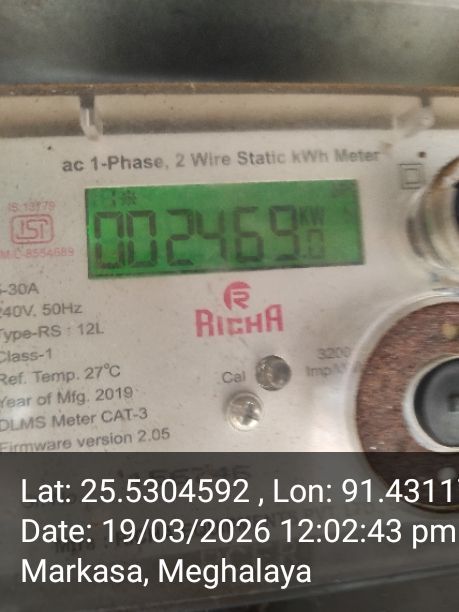 ac 1-Phase, 2 Wire Static kWh Meter
IS:13779
ISI
CM/L-8554689
002469.0
KW
R
RICHA
5-30A
240V, 50Hz
Type-RS : 12L
Class-1
Ref. Temp. 27°C
Year of Mfg. 2019
DLMS Meter CAT-3
Firmware version 2.05
Cal
3200
Lat: 25.5304592 , Lon: 91.4311
Date: 19/03/2026 12:02:43 pm
Markasa, Meghalaya